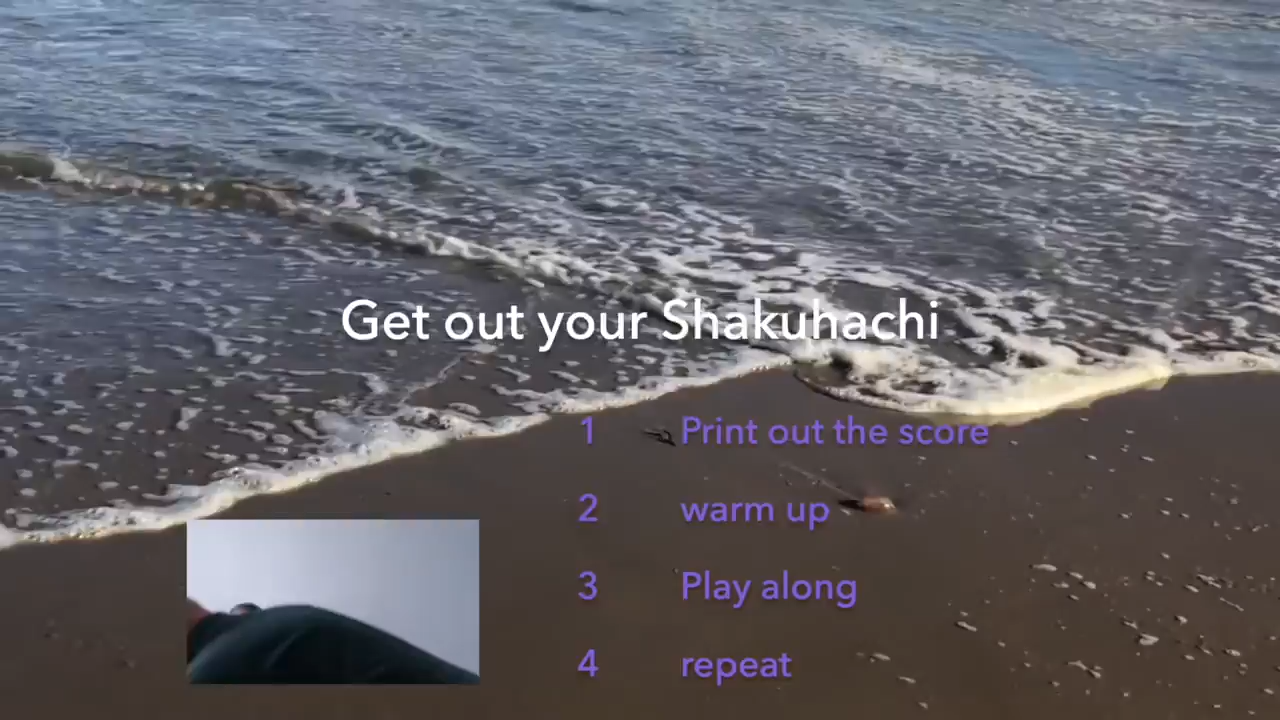 Get out your Shakuhachi
1 Print out the score
2 warm up
3 Play along
4 repeat